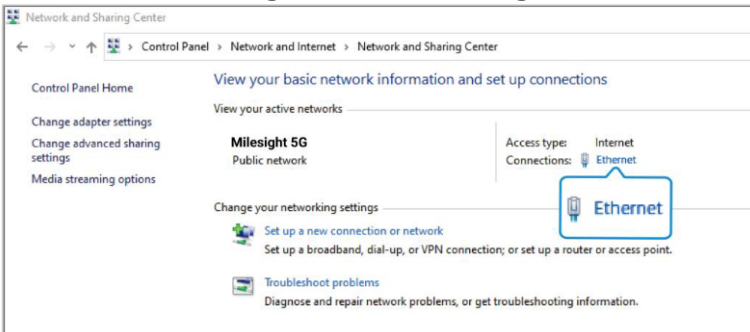 Network and Sharing Center
Control Panel > Network and Internet > Network and Sharing Center
Control Panel Home
Change adapter settings
Change advanced sharing
settings
Media streaming options
View your basic network information and set up connections
View your active networks
Milesight 5G
Public network
Access type: Internet
Connections: Ethernet
Ethernet
Change your networking settings
Set up a new connection or network
Set up a broadband, dial-up, or VPN connection; or set up a router or access point.
Troubleshoot problems
Diagnose and repair network problems, or get troubleshooting information.